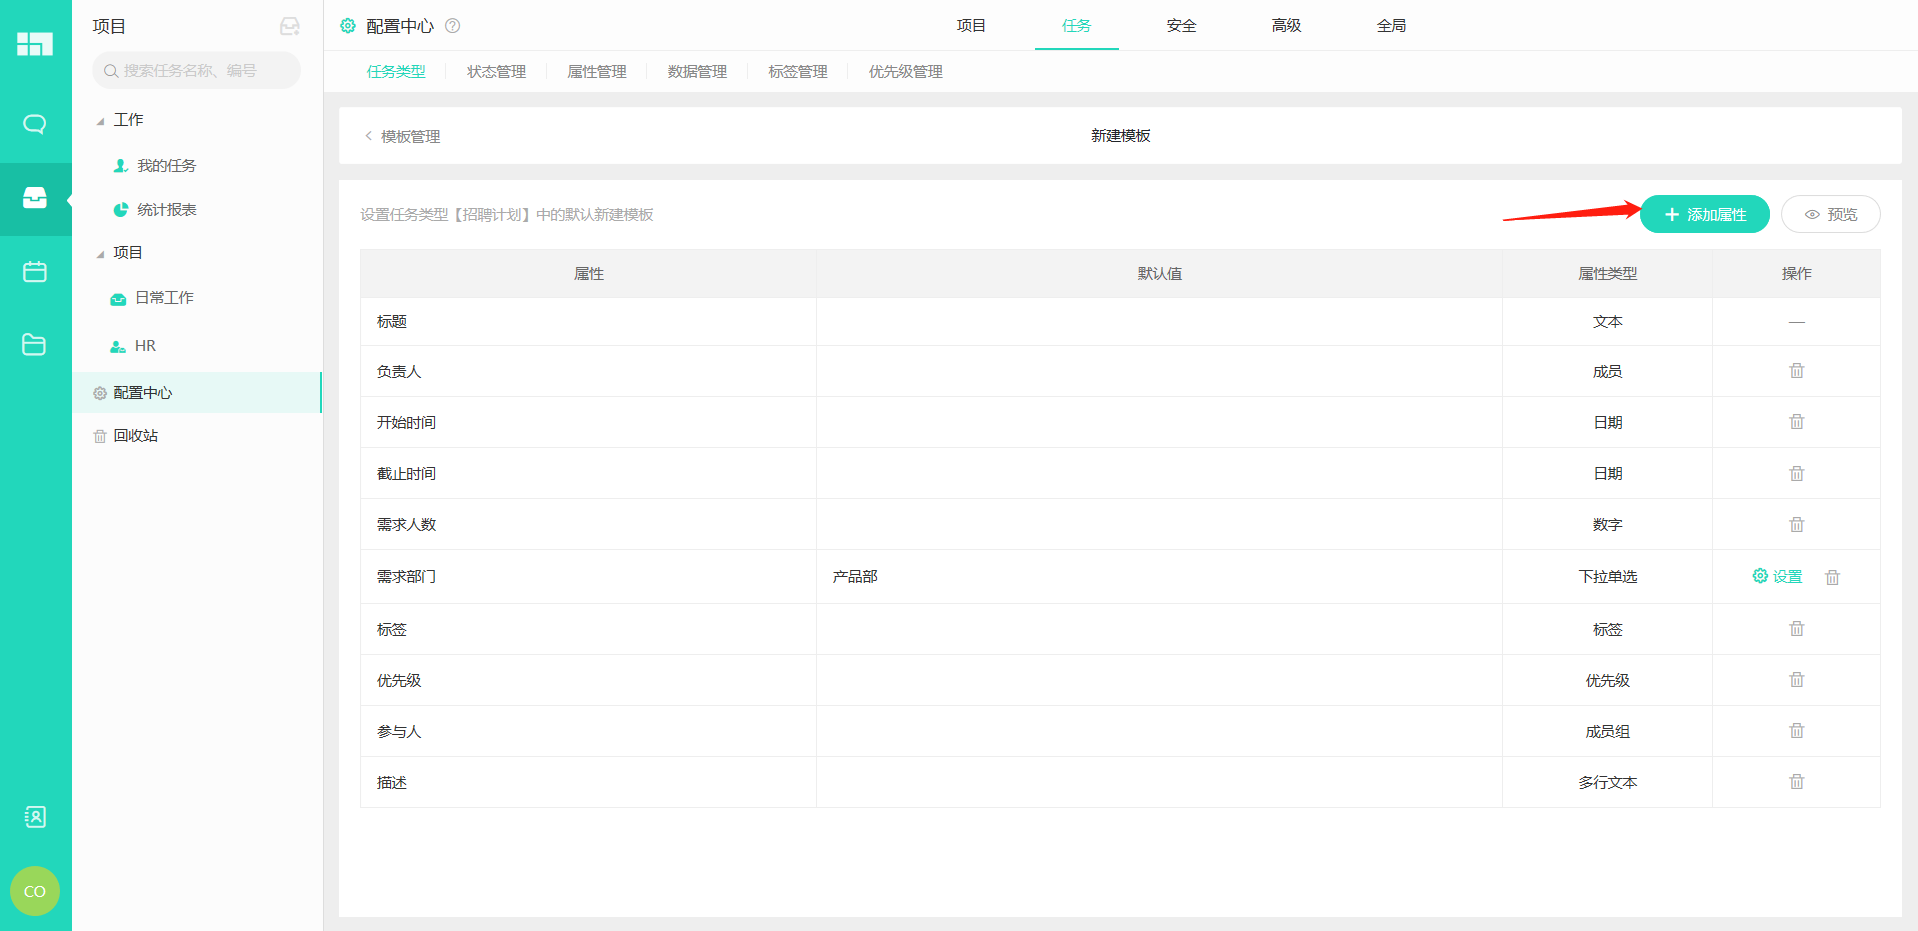 项目
搜索任务名称、编号
工作
我的任务
统计报表
项目
日常工作
HR
配置中心
回收站
CO
配置中心
项目 任务 安全 高级 全局
任务类型 状态管理 属性管理 数据管理 标签管理 优先级管理
模板管理
新建模板
设置任务类型【招聘计划】中的默认新建模板
添加属性 预览
属性 默认值 属性类型 操作
标题 文本 —
负责人 成员
开始时间 日期
截止时间 日期
需求人数 数字
需求部门 产品部 下拉单选 设置
标签 标签
优先级 优先级
参与人 成员组
描述 多行文本